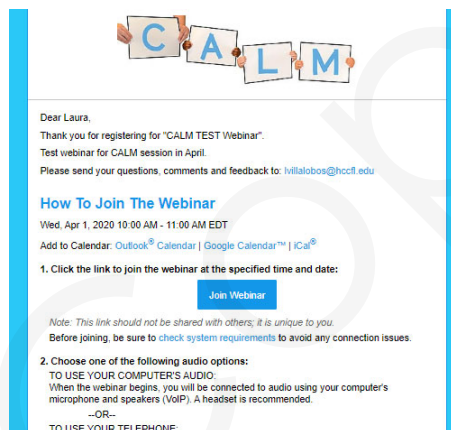 CALM
Dear Laura,
Thank you for registering for "CALM TEST Webinar".
Test webinar for CALM session in April.
Please send your questions, comments and feedback to: lvillalobos@hccfl.edu
How To Join The Webinar
Wed, Apr 1, 2020 10:00 AM - 11:00 AM EDT
Add to Calendar: Outlook® Calendar | Google Calendar™ | iCal®
1. Click the link to join the webinar at the specified time and date:
Join Webinar
Note: This link should not be shared with others; it is unique to you.
Before joining, be sure to check system requirements to avoid any connection issues.
2. Choose one of the following audio options:
TO USE YOUR COMPUTER'S AUDIO:
When the webinar begins, you will be connected to audio using your computer's
microphone and speakers (VoIP). A headset is recommended.
--OR--
TO USE YOUR TELEPHONE: